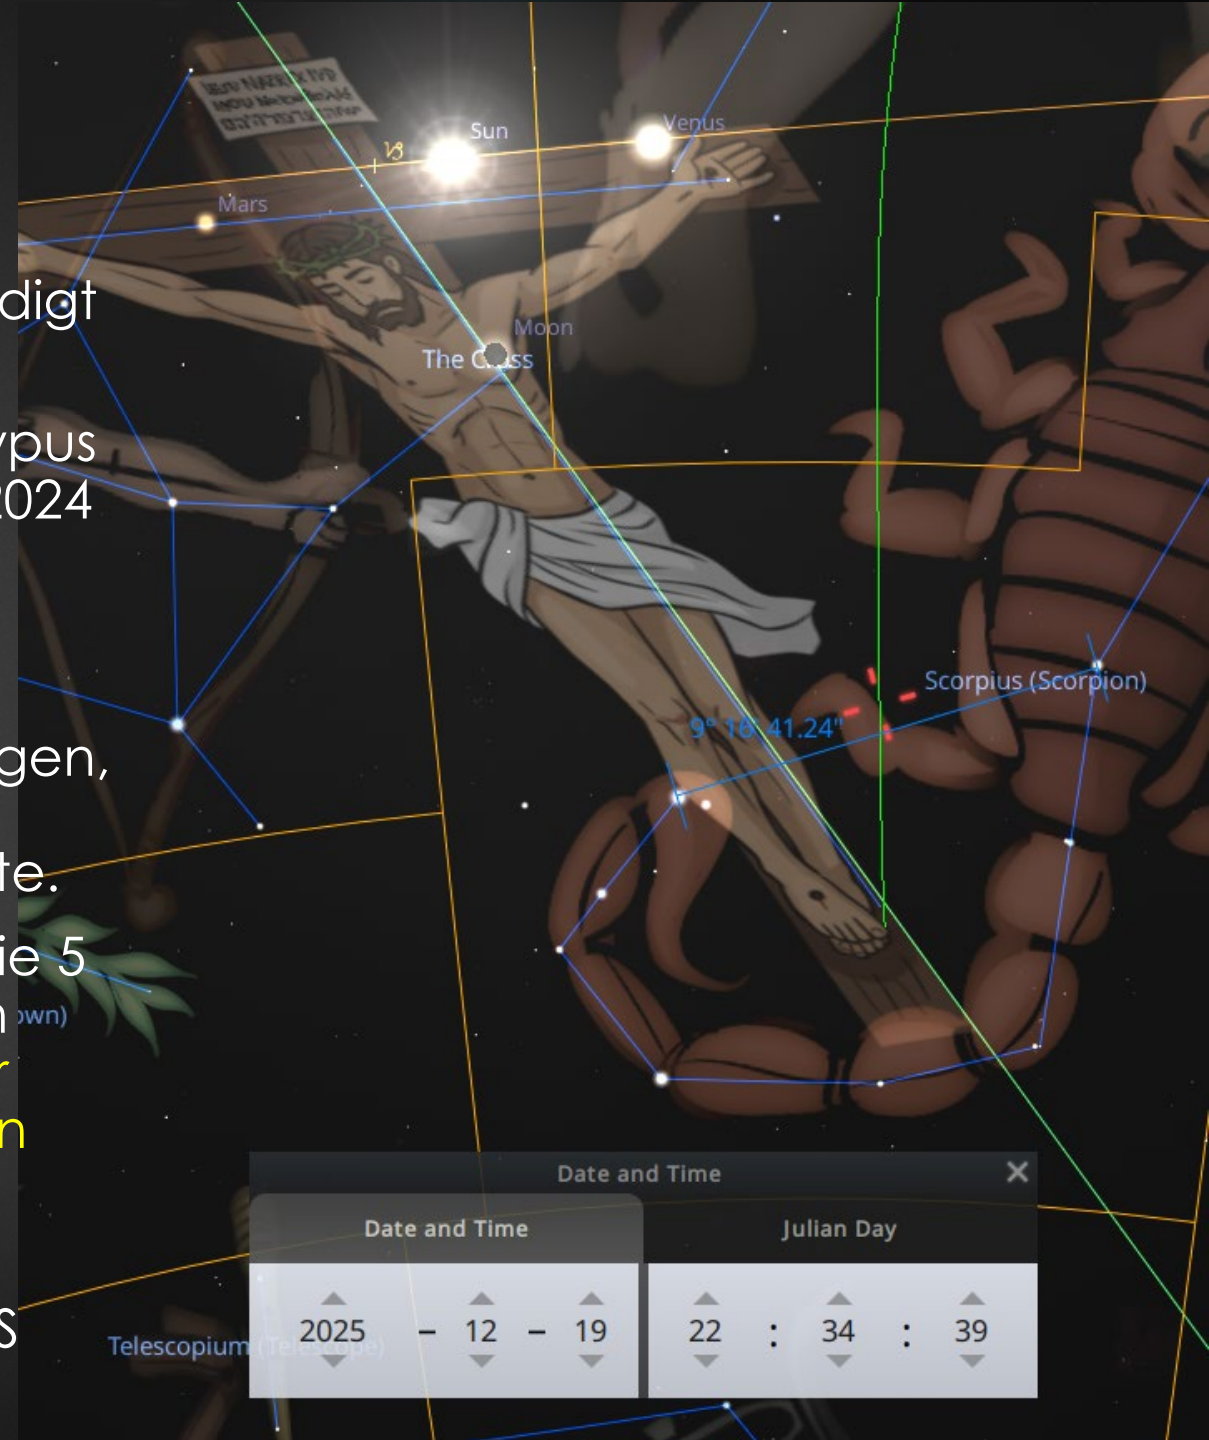 Sun
Venus
♑
Mars
digt
Moon
The Cross
ypus
2024
Scorpius (Scorpion)
9° 16' 41.24"
gen,
te.
ie 5
n
own)
r
n
Date and Time
Date and Time
Julian Day
s
Telescopium (Telescope)
2025 - 12 - 19 22 : 34 : 39